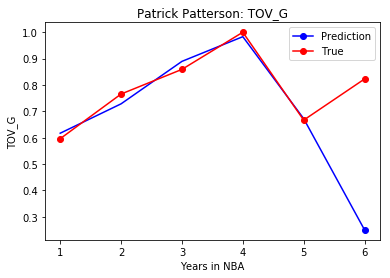 Patrick Patterson: TOV_G
Prediction
True
TOV_G
1.0
0.9
0.8
0.7
0.6
0.5
0.4
0.3
1 2 3 4 5 6
Years in NBA